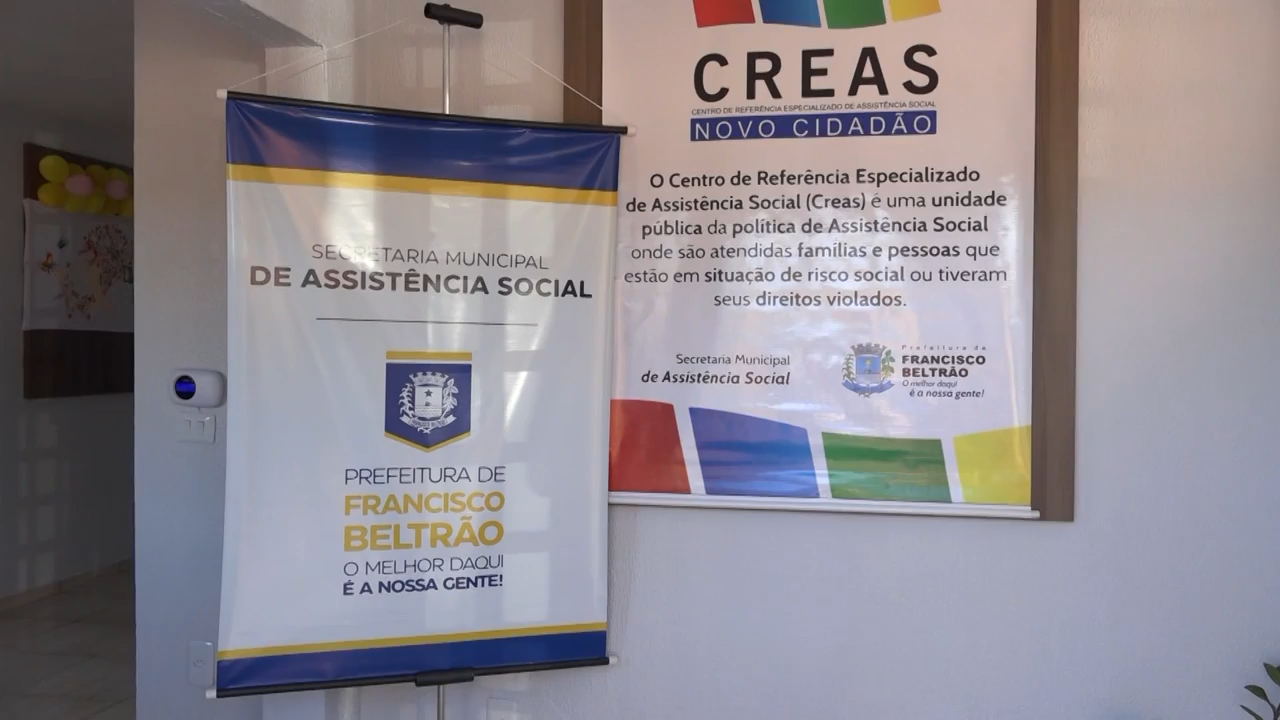 SECRETARIA MUNICIPAL
DE ASSISTÊNCIA SOCIAL
PREFEITURA DE
FRANCISCO
BELTRÃO
O MELHOR DAQUI
É A NOSSA GENTE!
CREAS
CENTRO DE REFERÊNCIA ESPECIALIZADO DE ASSISTÊNCIA SOCIAL
NOVO CIDADÃO
O Centro de Referência Especializado
de Assistência Social (Creas) é uma unidade
pública da política de Assistência Social
onde são atendidas famílias e pessoas que
estão em situação de risco social ou tiveram
seus direitos violados.
Secretaria Municipal
de Assistência Social
Prefeitura de
FRANCISCO
BELTRÃO
O melhor daqui
é a nossa gente!